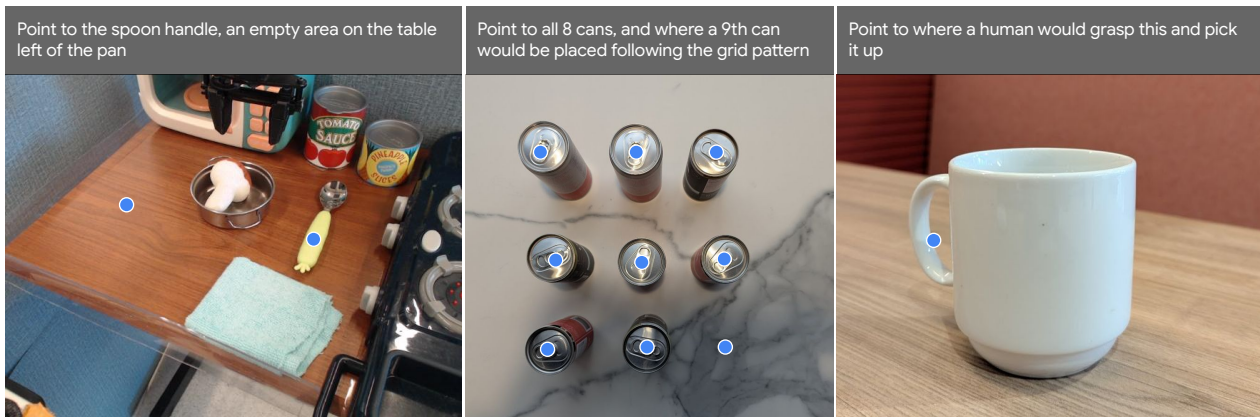 Point to the spoon handle, an empty area on the table
left of the pan
Point to all 8 cans, and where a 9th can
would be placed following the grid pattern
Point to where a human would grasp this and pick
it up
TOMATO
SAUCE
PINEAPPLE
SLICES